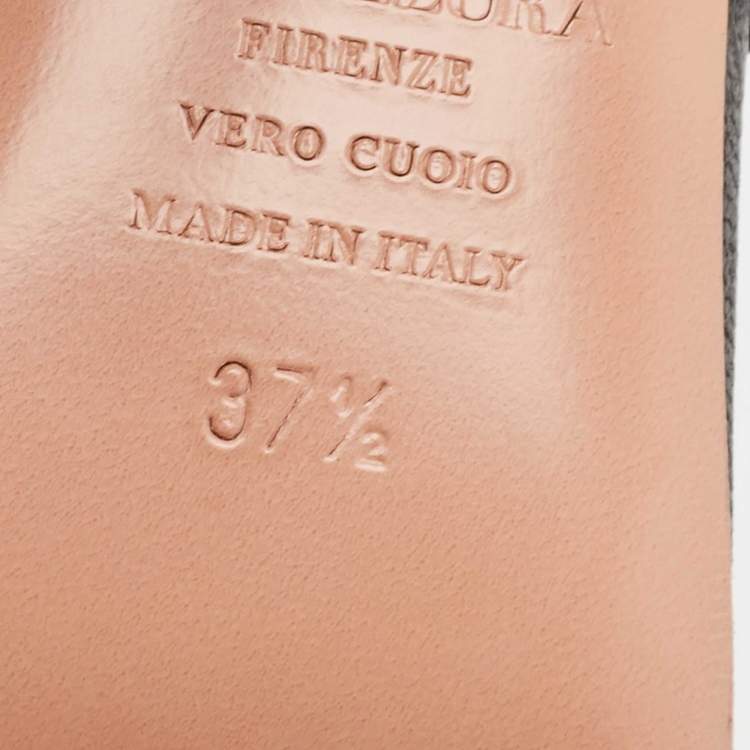 FIRENZE
VERO CUOIO
MADE IN ITALY
37½